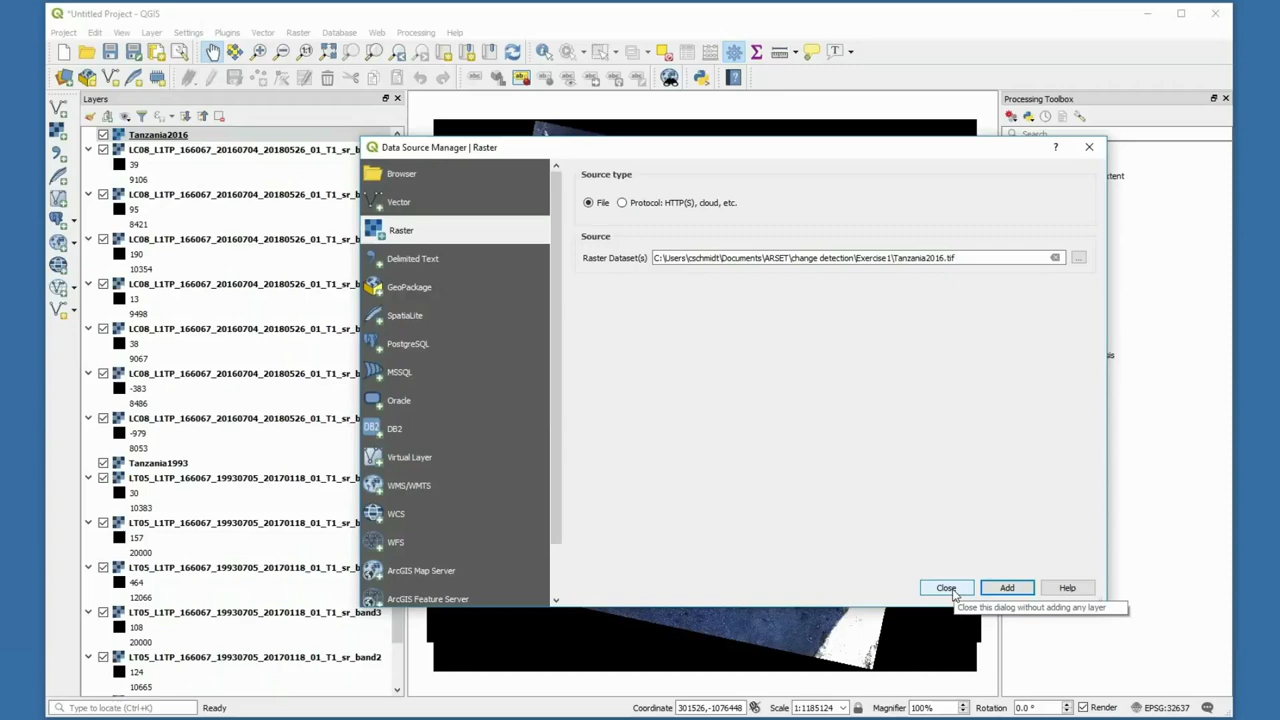 *Untitled Project - QGIS
Project Edit View Layer Settings Plugins Vector Raster Database Web Processing Help
Layers
Tanzania2016
LC08_L1TP_166067_20160704_20180526_01_T1_sr_b
39
9106
LC08_L1TP_166067_20160704_20180526_01_T1_sr_b
95
8421
LC08_L1TP_166067_20160704_20180526_01_T1_sr_b
190
10354
LC08_L1TP_166067_20160704_20180526_01_T1_sr_b
13
9498
LC08_L1TP_166067_20160704_20180526_01_T1_sr_b
38
9067
LC08_L1TP_166067_20160704_20180526_01_T1_sr_b
-383
8486
LC08_L1TP_166067_20160704_20180526_01_T1_sr_b
-979
8053
Tanzania1993
LT05_L1TP_166067_19930705_20170118_01_T1_sr_b
30
10383
LT05_L1TP_166067_19930705_20170118_01_T1_sr_b
157
20000
LT05_L1TP_166067_19930705_20170118_01_T1_sr_b
464
12066
LT05_L1TP_166067_19930705_20170118_01_T1_sr_band3
108
20000
LT05_L1TP_166067_19930705_20170118_01_T1_sr_band2
124
10665
Data Source Manager | Raster
Browser
Vector
Raster
Delimited Text
GeoPackage
SpatiaLite
PostgreSQL
MSSQL
Oracle
DB2
Virtual Layer
WMS/WMTS
WCS
WFS
ArcGIS Map Server
ArcGIS Feature Server
Source type
File Protocol: HTTP(S), cloud, etc.
Source
Raster Dataset(s) C:\Users\cschmidt\Documents\ARSET\change detection\Exercise1\Tanzania2016.tif ...
Close Add Help
Close this dialog without adding any layer
Processing Toolbox
Search...
Type to locate (Ctrl+K) Ready Coordinate 301526,-1076448 Scale 1:1185124 Magnifier 100% Rotation 0.0 ° Render EPSG:32637